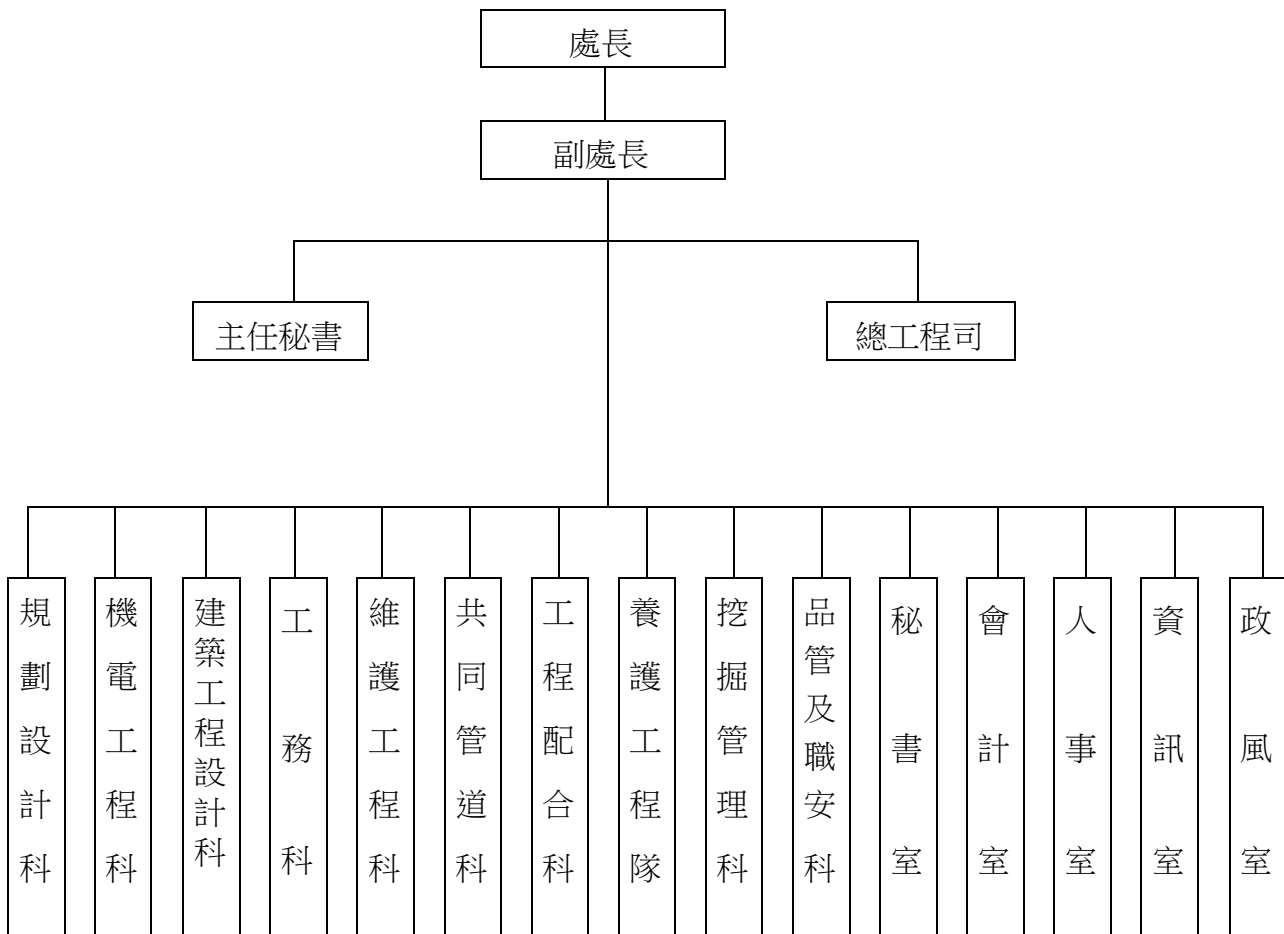 處長
副處長
主任秘書
總工程司
規劃設計科
機電工程科
建築工程設計科
工務科
維護工程科
共同管道科
工程配合科
養護工程隊
挖掘管理科
品管及職安科
秘書室
會計室
人事室
資訊室
政風室